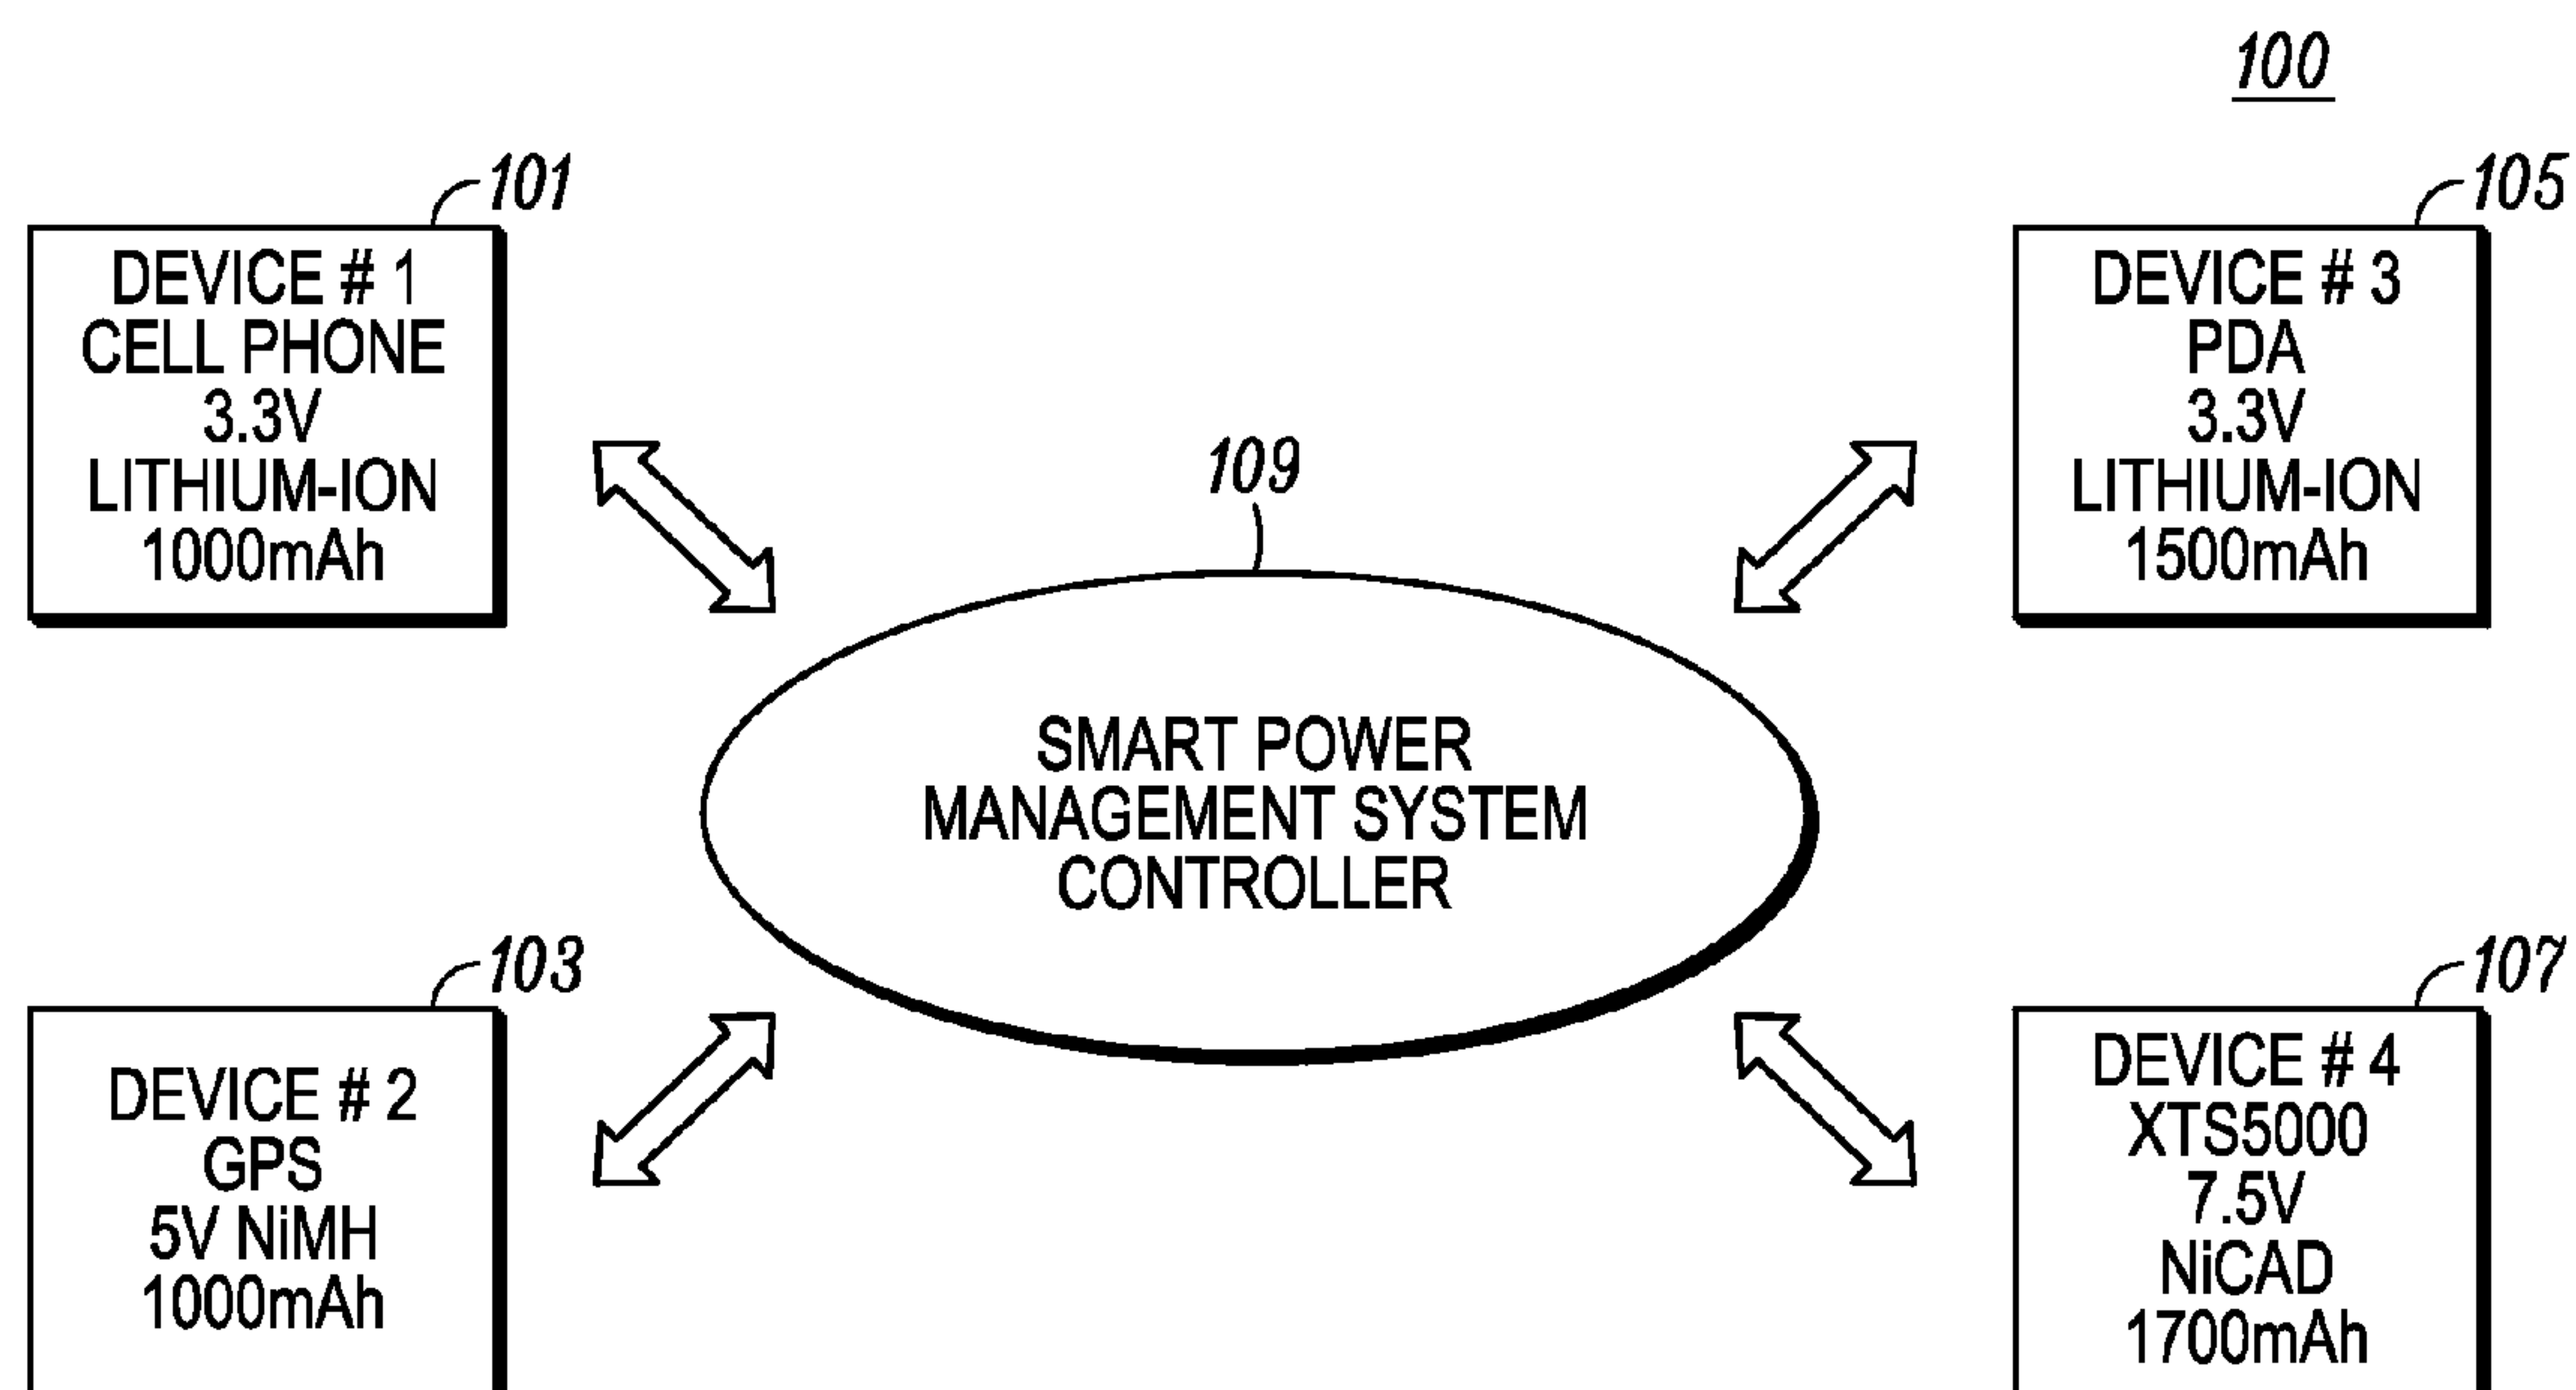 100
101
DEVICE # 1
CELL PHONE
3.3V
LITHIUM-ION
1000mAh
105
DEVICE # 3
PDA
3.3V
LITHIUM-ION
1500mAh
109
SMART POWER
MANAGEMENT SYSTEM
CONTROLLER
103
DEVICE # 2
GPS
5V NiMH
1000mAh
107
DEVICE # 4
XTS5000
7.5V
NiCAD
1700mAh